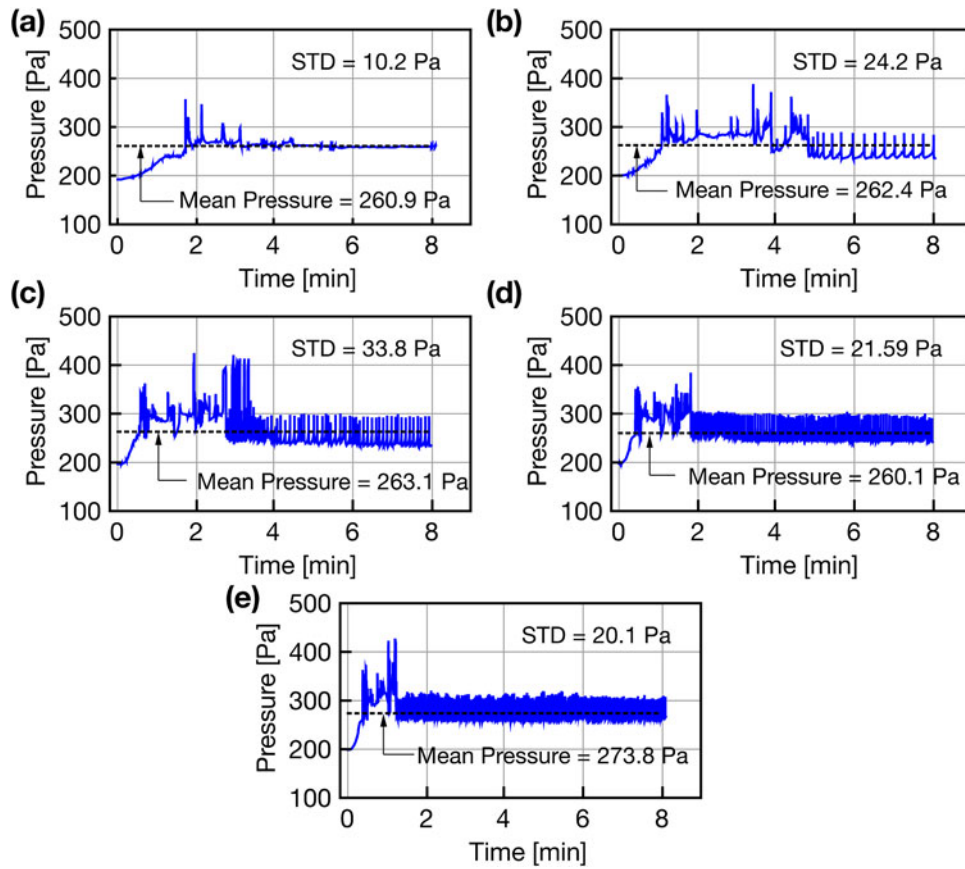 (a)
500
400
300
200
100
Pressure [Pa]
STD = 10.2 Pa
Mean Pressure = 260.9 Pa
0 2 4 6 8
Time [min]
(b)
500
400
300
200
100
Pressure [Pa]
STD = 24.2 Pa
Mean Pressure = 262.4 Pa
0 2 4 6 8
Time [min]
(c)
500
400
300
200
100
Pressure [Pa]
STD = 33.8 Pa
Mean Pressure = 263.1 Pa
0 2 4 6 8
Time [min]
(d)
500
400
300
200
100
Pressure [Pa]
STD = 21.59 Pa
Mean Pressure = 260.1 Pa
0 2 4 6 8
Time [min]
(e)
500
400
300
200
100
Pressure [Pa]
STD = 20.1 Pa
Mean Pressure = 273.8 Pa
0 2 4 6 8
Time [min]